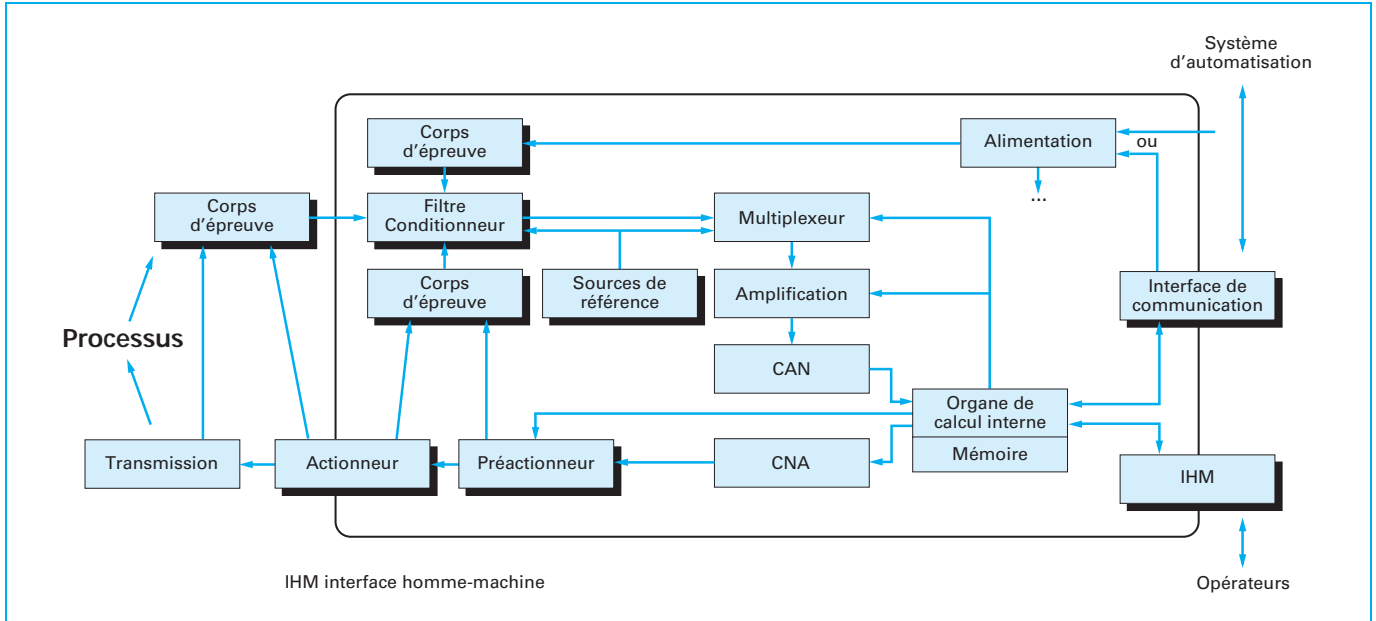 Système
d'automatisation
Corps
d'épreuve
Alimentation
ou
...
Corps
d'épreuve
Filtre
Conditionneur
Multiplexeur
Corps
d'épreuve
Sources de
référence
Amplification
Interface de
communication
Processus
CAN
Organe de
calcul interne
Mémoire
Transmission
Actionneur
Préactionneur
CNA
IHM
IHM interface homme-machine
Opérateurs